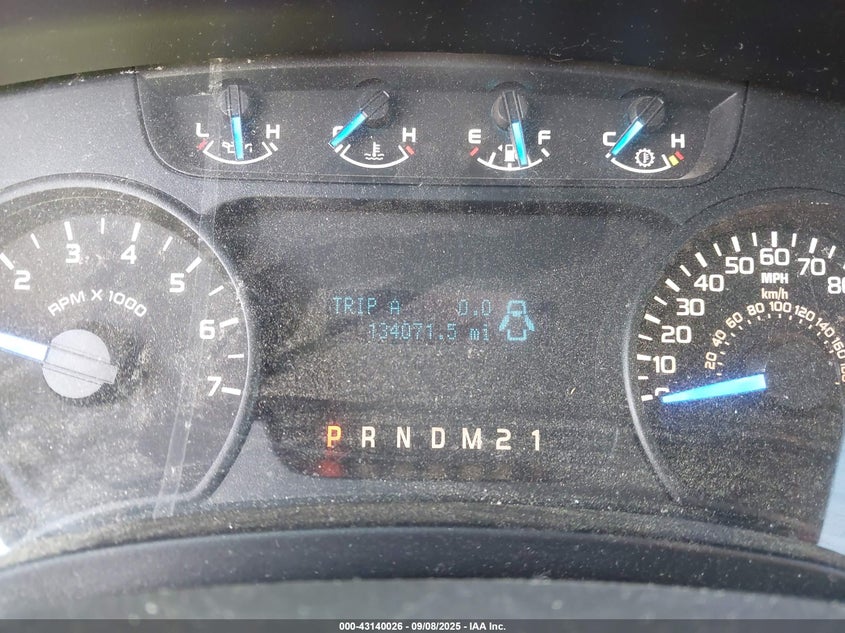 L H
H
E F
C H
2 3 4 5 6 7
RPM X 1000
TRIP A 0.0
134071.5 mi
P R N D M 2 1
0 10 20 30 40 50 60 70 80
MPH
km/h
20 40 60 80 100 120 140 160
000-43140026 - 09/08/2025 - IAA Inc.